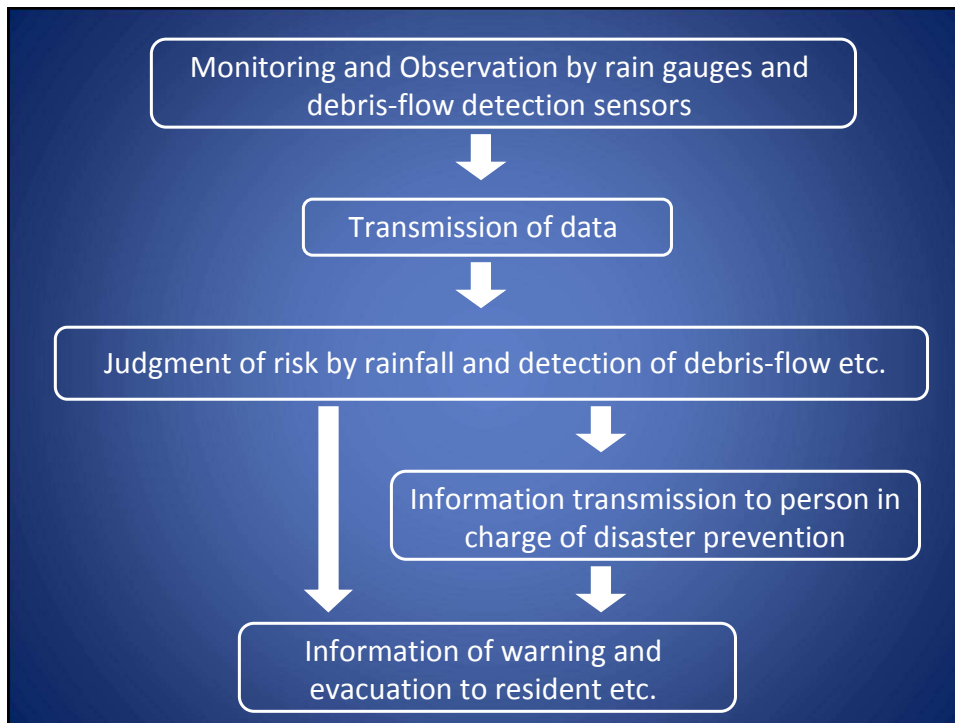 Monitoring and Observation by rain gauges and
debris-flow detection sensors
Transmission of data
Judgment of risk by rainfall and detection of debris-flow etc.
Information transmission to person in
charge of disaster prevention
Information of warning and
evacuation to resident etc.